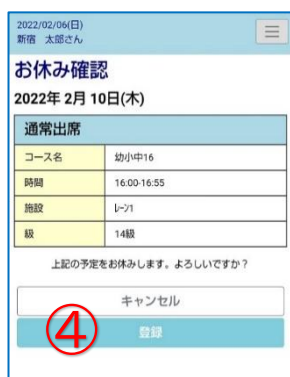 2022/02/06(日)
新宿 太郎さん
お休み確認
2022年 2月 10日(木)
通常出席
コース名 幼小中16
時間 16:00-16:55
施設 レーン1
級 14級
上記の予定をお休みします。よろしいですか？
キャンセル
④ 登録